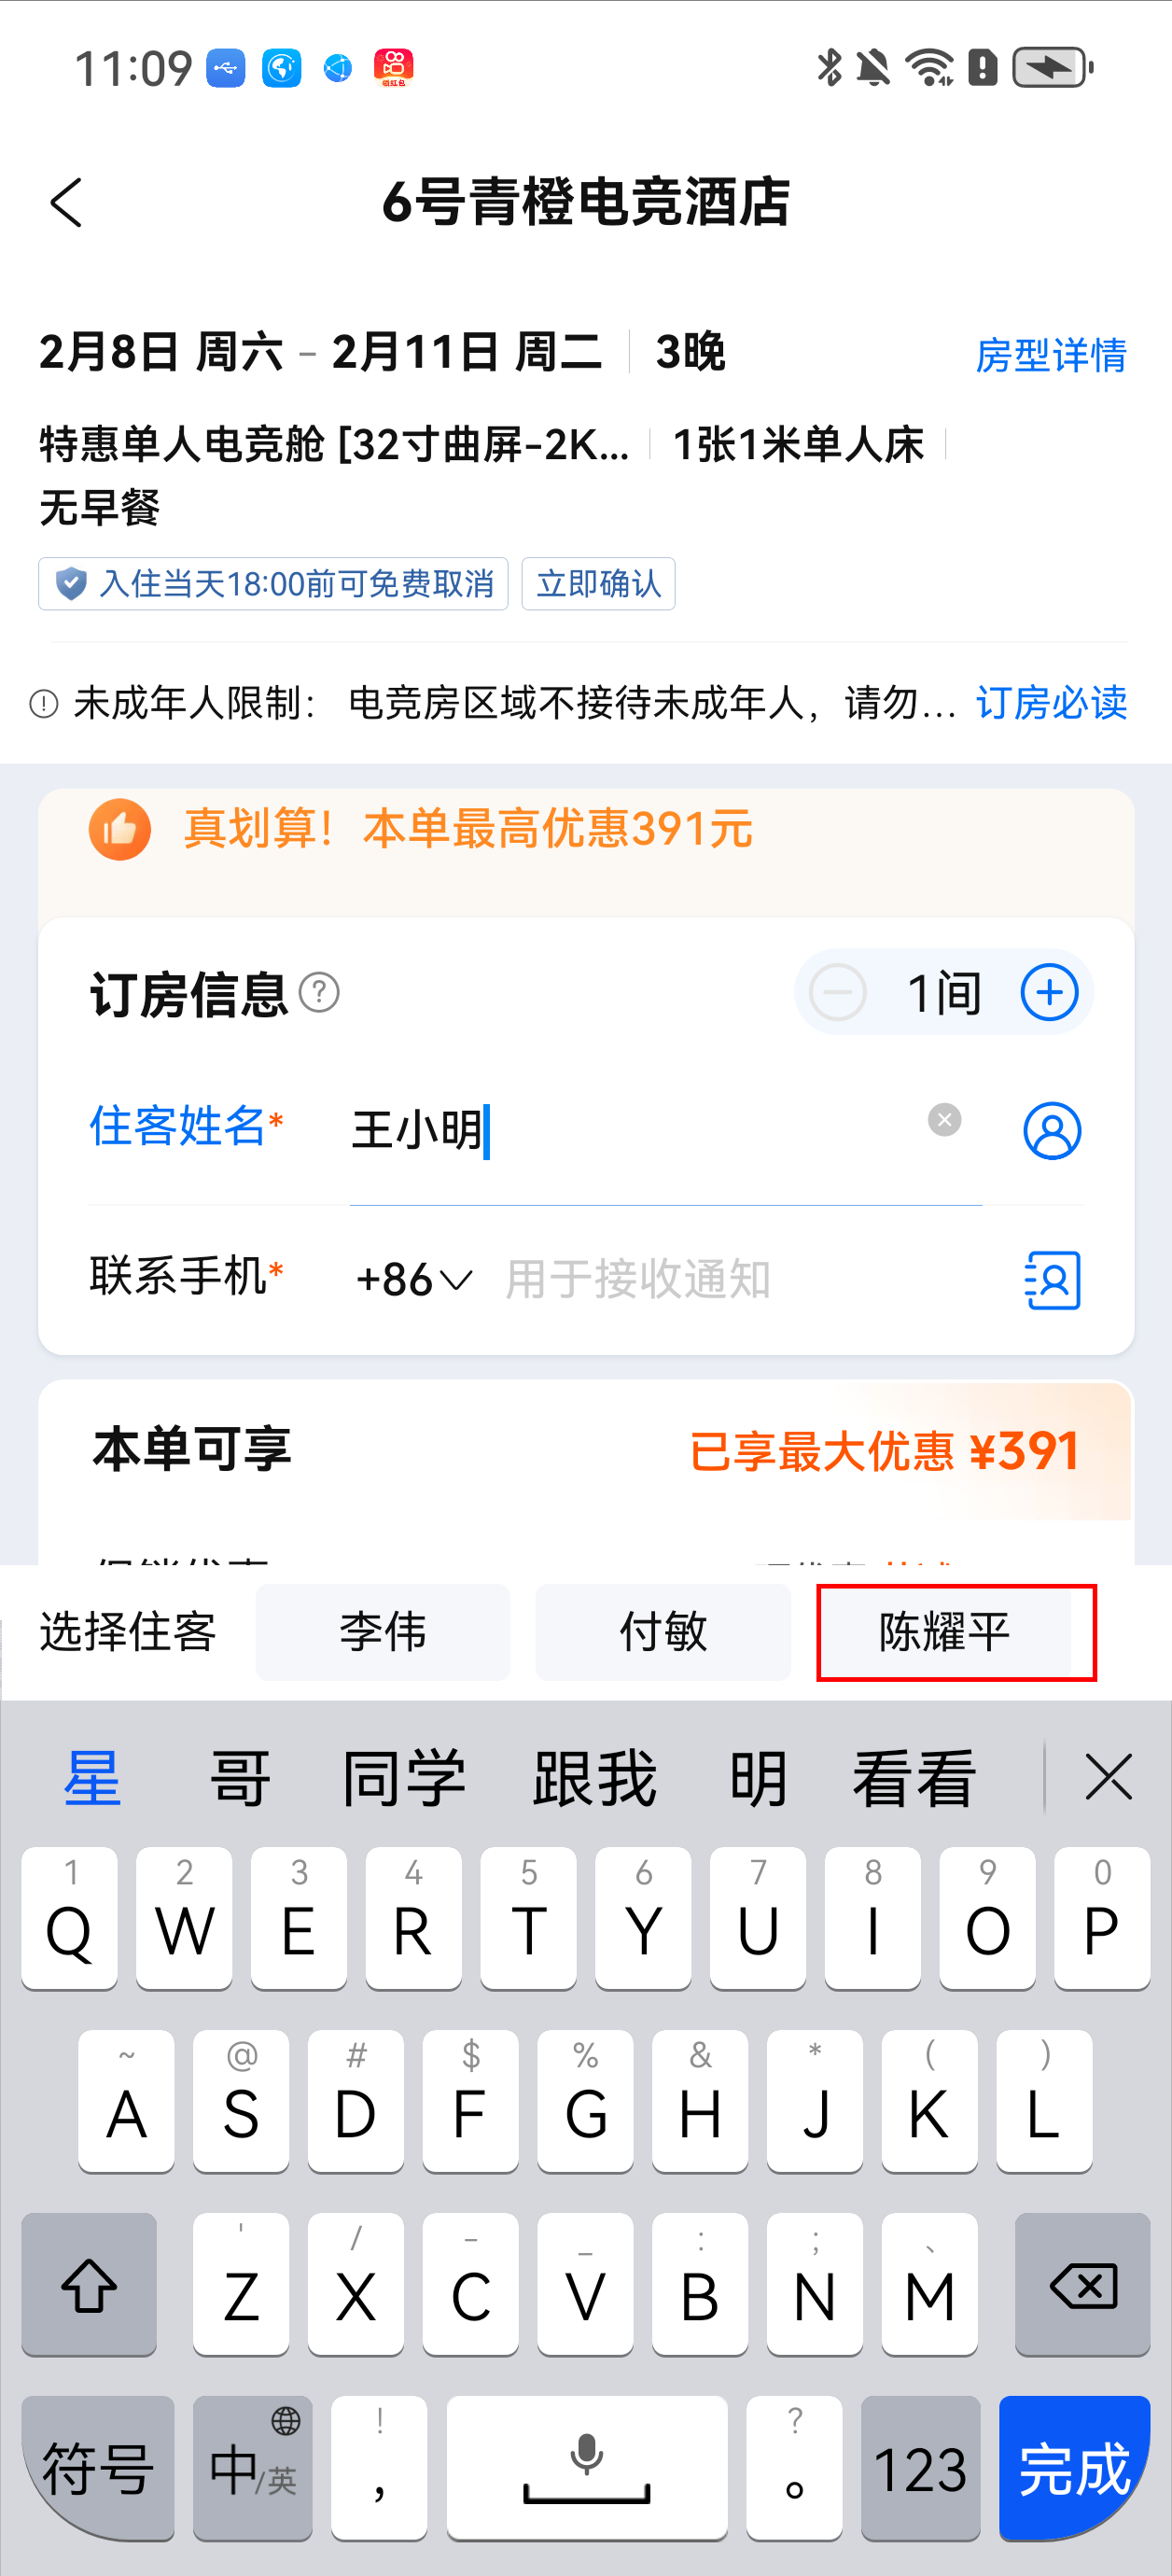 11:09
领红包
6号青橙电竞酒店
2月8日 周六 - 2月11日 周二 3晚 房型详情
特惠单人电竞舱 [32寸曲屏-2K... 1张1米单人床
无早餐
入住当天18:00前可免费取消 立即确认
未成年人限制： 电竞房区域不接待未成年人，请勿... 订房必读
真划算！本单最高优惠391元
订房信息 ? 1间
住客姓名* 王小明
联系手机* +86 用于接收通知
本单可享 已享最大优惠 ¥391
选择住客 李伟 付敏 陈耀平
星 哥 同学 跟我 明 看看
1 2 3 4 5 6 7 8 9 0
Q W E R T Y U I O P
~ @ # $ % & * ( )
A S D F G H J K L
' / - _ : ; 、
Z X C V B N M
! ?
符号 中/英 , 。 123 完成